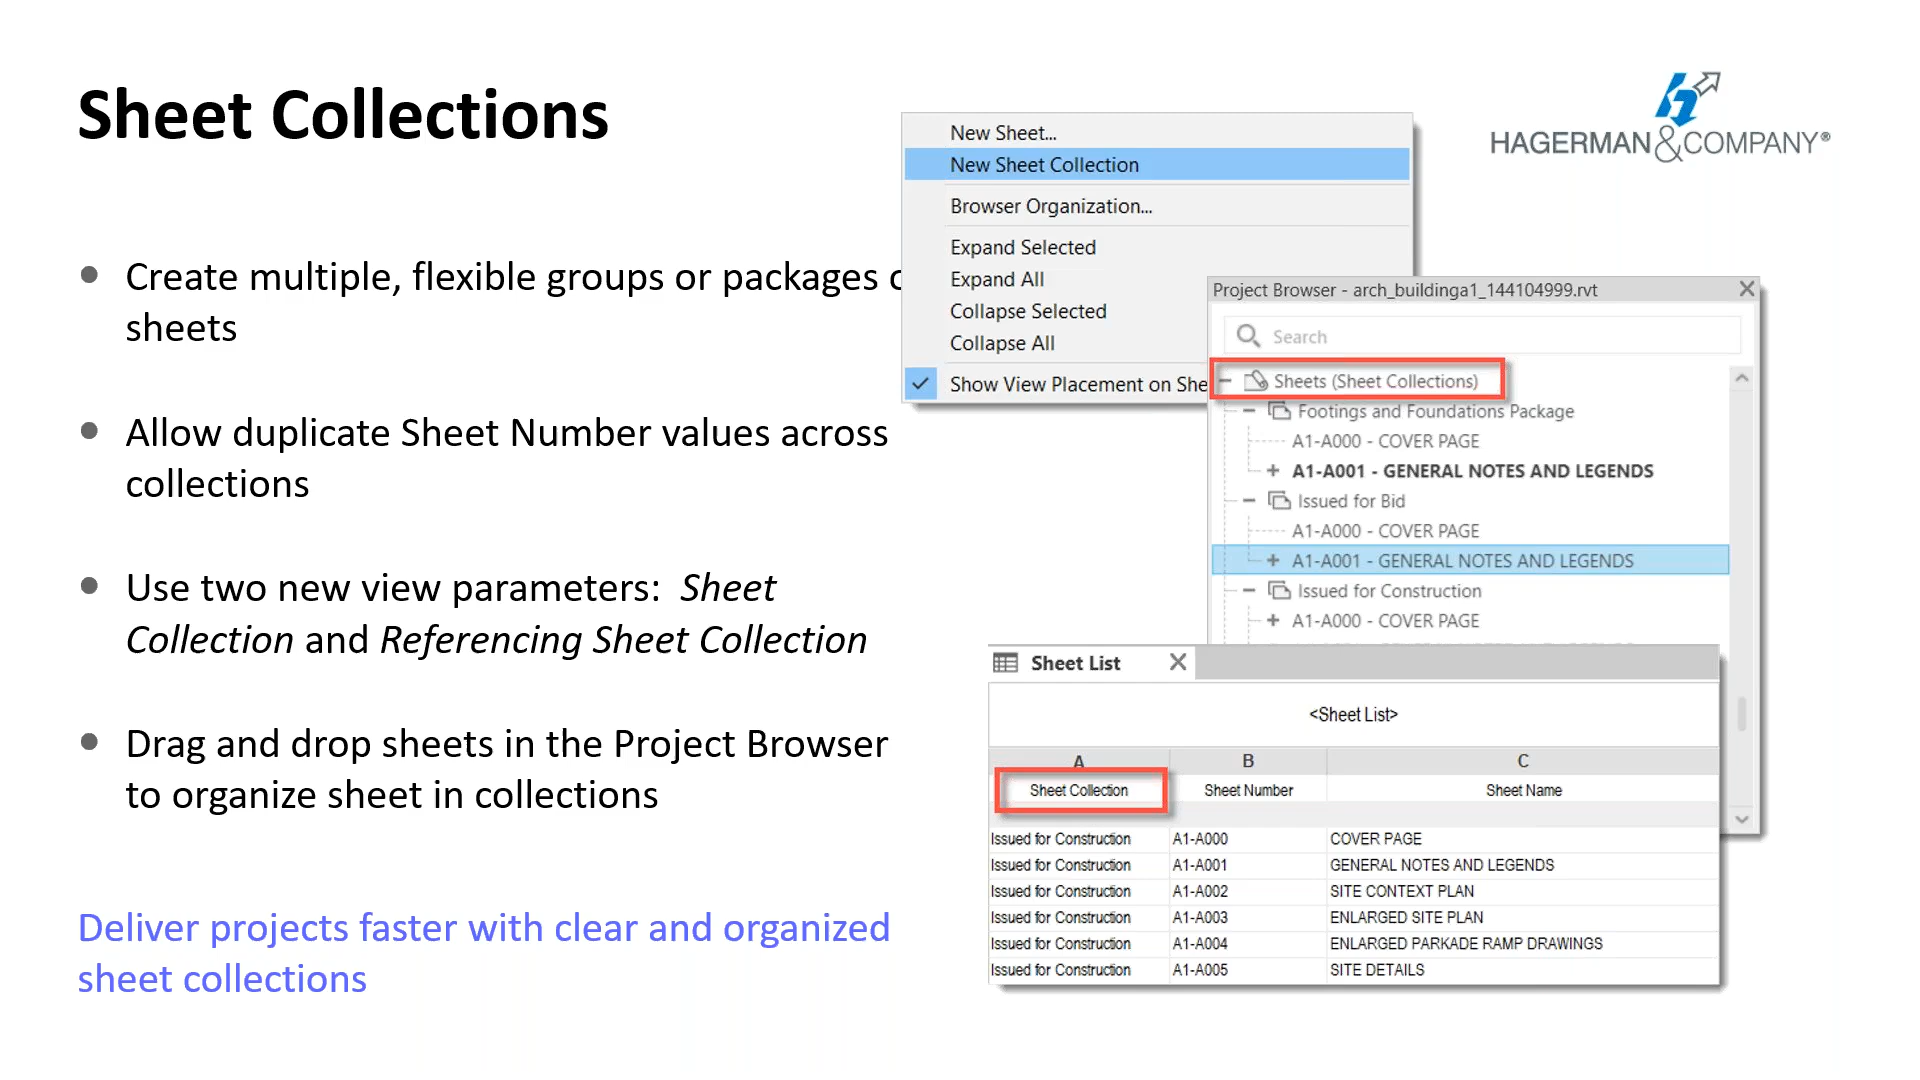 Sheet Collections
HAGERMAN&COMPANY®
• Create multiple, flexible groups or packages
sheets
• Allow duplicate Sheet Number values across
collections
• Use two new view parameters:  Sheet
Collection and Referencing Sheet Collection
• Drag and drop sheets in the Project Browser
to organize sheet in collections
Deliver projects faster with clear and organized
sheet collections
New Sheet...
New Sheet Collection
Browser Organization...
Expand Selected
Expand All
Collapse Selected
Collapse All
Show View Placement on She
Project Browser - arch_buildinga1_144104999.rvt
Search
Sheets (Sheet Collections)
Footings and Foundations Package
A1-A000 - COVER PAGE
A1-A001 - GENERAL NOTES AND LEGENDS
Issued for Bid
A1-A000 - COVER PAGE
A1-A001 - GENERAL NOTES AND LEGENDS
Issued for Construction
A1-A000 - COVER PAGE
Sheet List
<Sheet List>
A B C
Sheet Collection Sheet Number Sheet Name
Issued for Construction A1-A000 COVER PAGE
Issued for Construction A1-A001 GENERAL NOTES AND LEGENDS
Issued for Construction A1-A002 SITE CONTEXT PLAN
Issued for Construction A1-A003 ENLARGED SITE PLAN
Issued for Construction A1-A004 ENLARGED PARKADE RAMP DRAWINGS
Issued for Construction A1-A005 SITE DETAILS